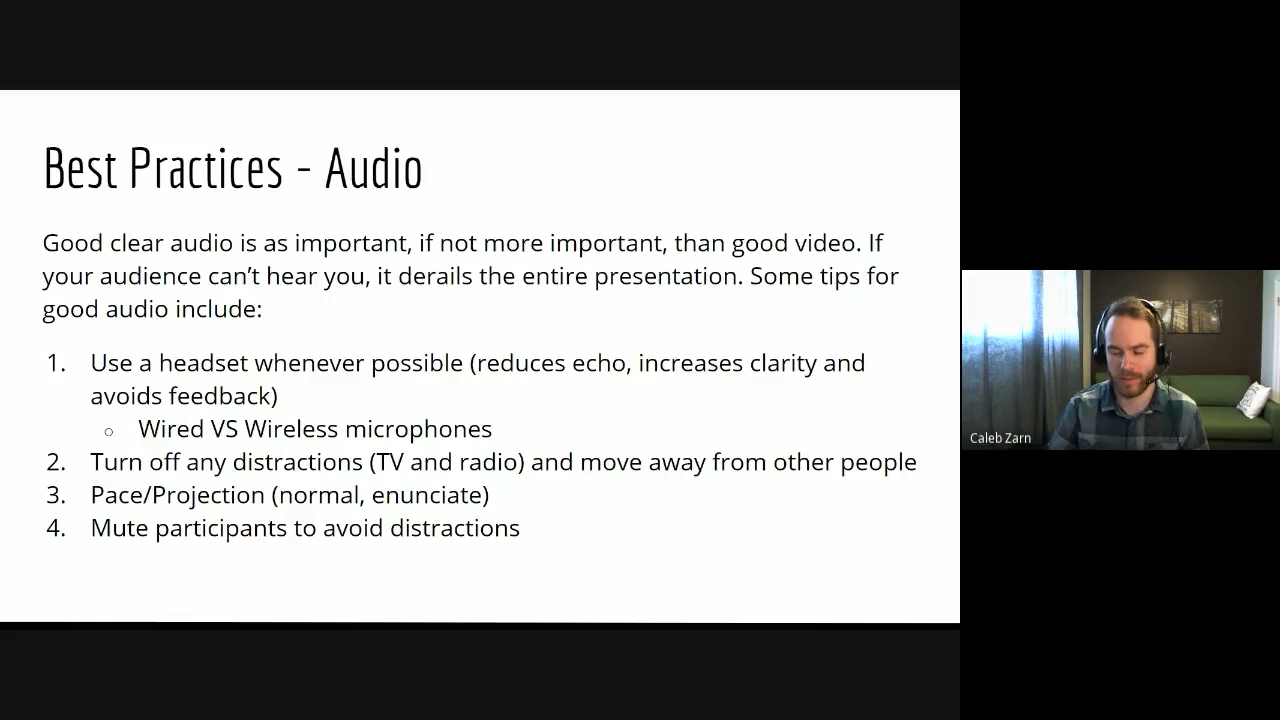 Best Practices - Audio
Good clear audio is as important, if not more important, than good video. If
your audience can’t hear you, it derails the entire presentation. Some tips for
good audio include:
1. Use a headset whenever possible (reduces echo, increases clarity and
avoids feedback)
○ Wired VS Wireless microphones
2. Turn off any distractions (TV and radio) and move away from other people
3. Pace/Projection (normal, enunciate)
4. Mute participants to avoid distractions
Caleb Zarn